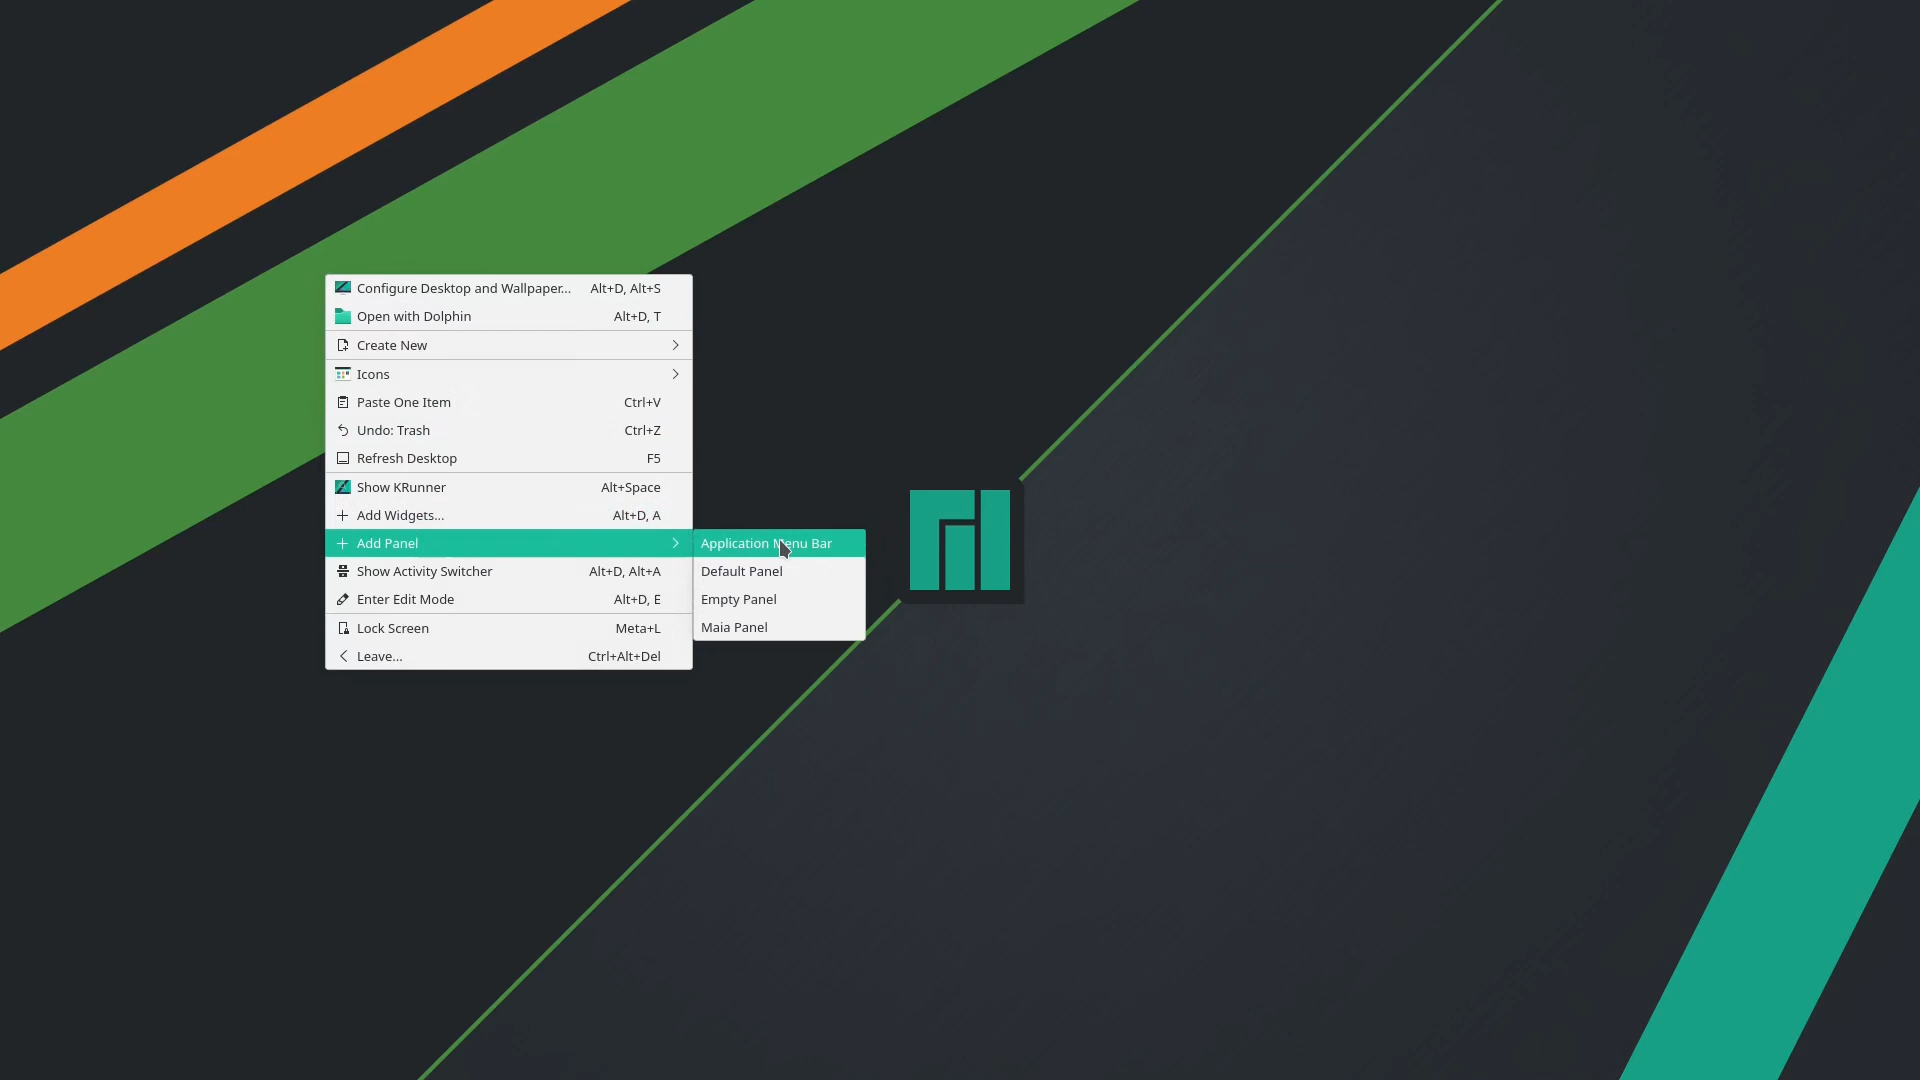 Configure Desktop and Wallpaper... Alt+D, Alt+S
Open with Dolphin Alt+D, T
Create New
Icons
Paste One Item Ctrl+V
Undo: Trash Ctrl+Z
Refresh Desktop F5
Show KRunner Alt+Space
Add Widgets... Alt+D, A
Add Panel
Show Activity Switcher Alt+D, Alt+A
Enter Edit Mode Alt+D, E
Lock Screen Meta+L
Leave... Ctrl+Alt+Del
Application Menu Bar
Default Panel
Empty Panel
Maia Panel